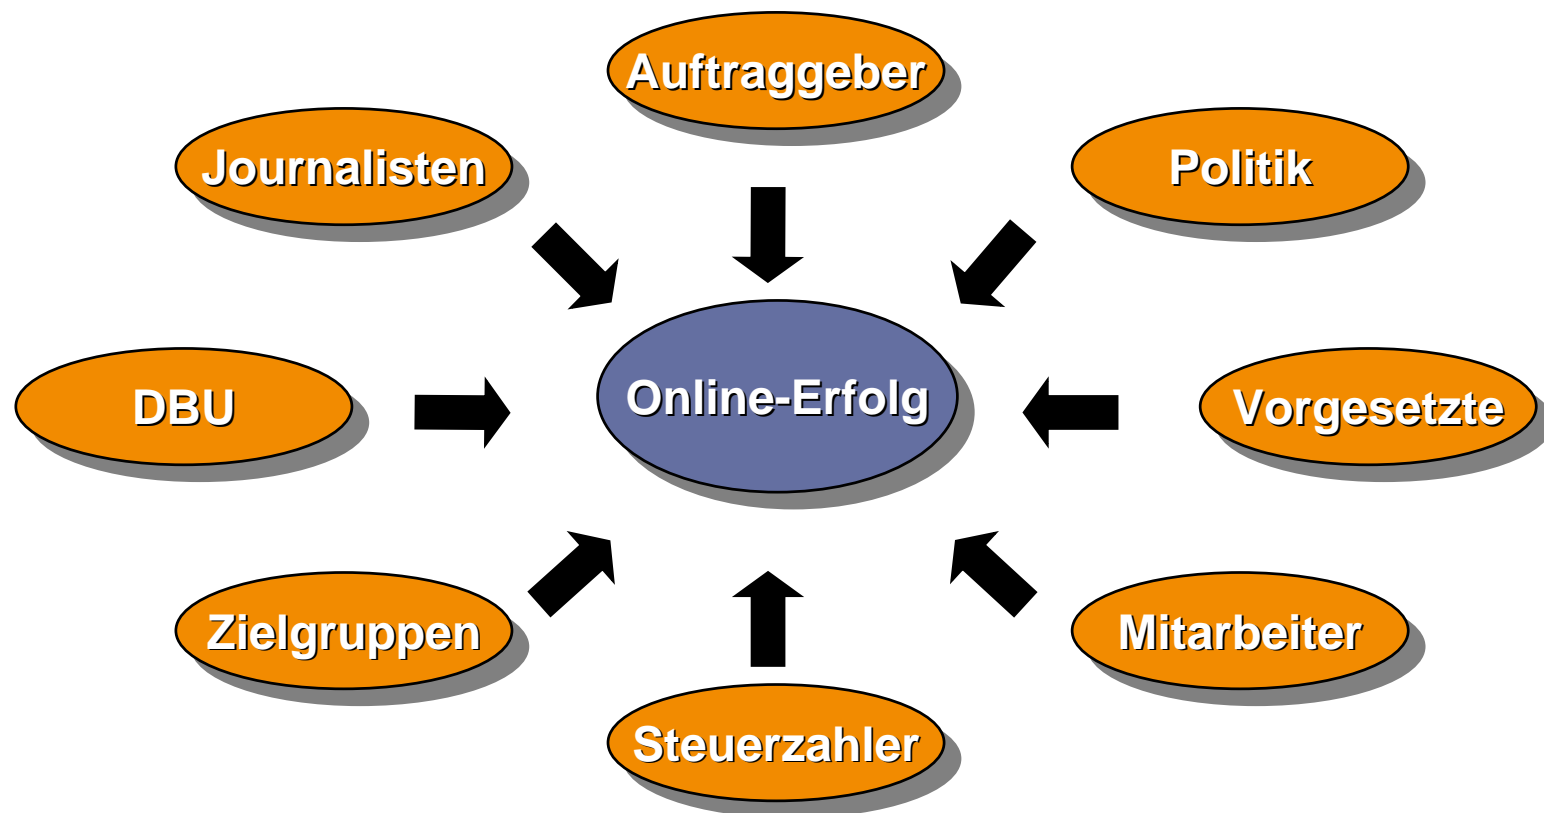 Auftraggeber
Journalisten
Politik
DBU
Online-Erfolg
Vorgesetzte
Zielgruppen
Mitarbeiter
Steuerzahler